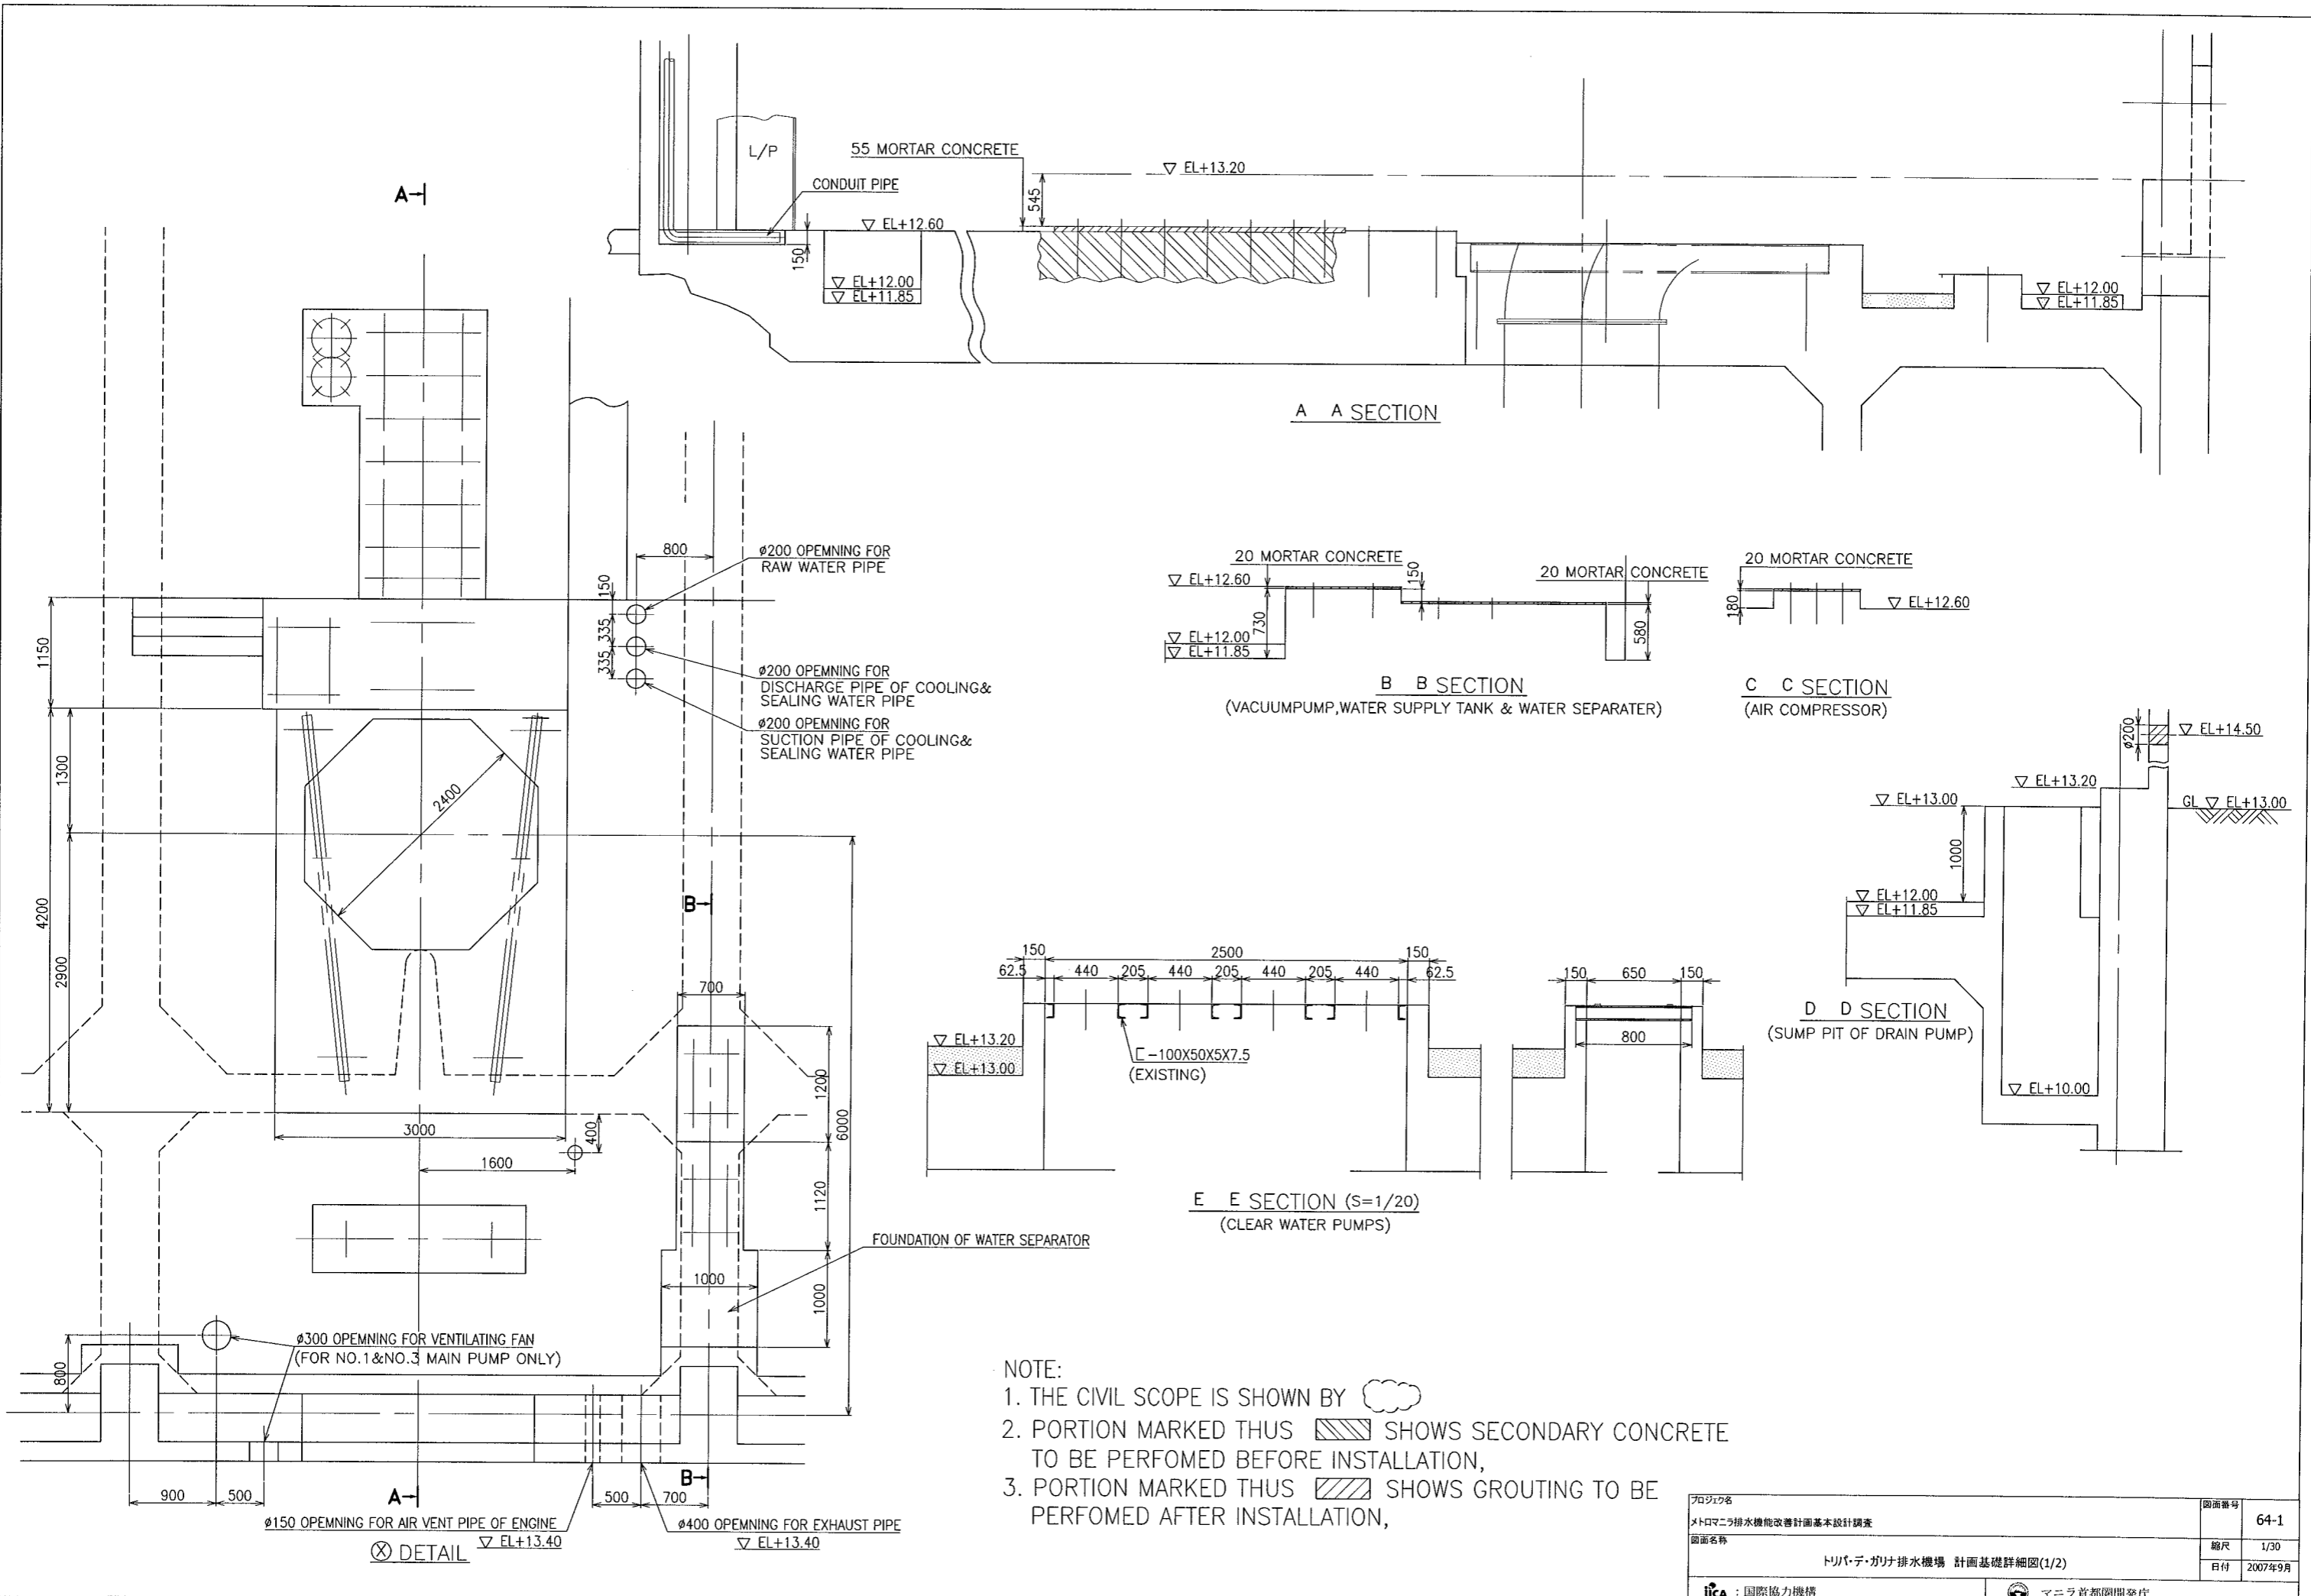 A
L/P
55 MORTAR CONCRETE
CONDUIT PIPE
▽ EL+13.20
545
▽ EL+12.60
150
▽ EL+12.00
▽ EL+11.85
▽ EL+12.00
▽ EL+11.85
A A SECTION
800
150
335
335
ø200 OPEMNING FOR
RAW WATER PIPE
ø200 OPEMNING FOR
DISCHARGE PIPE OF COOLING&
SEALING WATER PIPE
ø200 OPEMNING FOR
SUCTION PIPE OF COOLING&
SEALING WATER PIPE
1150
1300
4200
2900
2400
B
700
1200
6000
3000
400
1600
1120
FOUNDATION OF WATER SEPARATOR
1000
1000
ø300 OPEMNING FOR VENTILATING FAN
(FOR NO.1&NO.3 MAIN PUMP ONLY)
800
900
500
A
B
500
700
ø150 OPEMNING FOR AIR VENT PIPE OF ENGINE
▽ EL+13.40
ø400 OPEMNING FOR EXHAUST PIPE
▽ EL+13.40
Ⓧ DETAIL
20 MORTAR CONCRETE
▽ EL+12.60
150
20 MORTAR CONCRETE
730
▽ EL+12.00
▽ EL+11.85
580
B B SECTION
(VACUUMPUMP,WATER SUPPLY TANK & WATER SEPARATER)
20 MORTAR CONCRETE
180
▽ EL+12.60
C C SECTION
(AIR COMPRESSOR)
ø200
▽ EL+14.50
▽ EL+13.20
▽ EL+13.00
GL ▽ EL+13.00
1000
▽ EL+12.00
▽ EL+11.85
▽ EL+10.00
D D SECTION
(SUMP PIT OF DRAIN PUMP)
150
2500
150
62.5
440
205
440
205
440
205
440
62.5
▽ EL+13.20
▽ EL+13.00
⊏-100X50X5X7.5
(EXISTING)
150
650
150
800
E E SECTION (S=1/20)
(CLEAR WATER PUMPS)
NOTE:
1. THE CIVIL SCOPE IS SHOWN BY
2. PORTION MARKED THUS SHOWS SECONDARY CONCRETE
TO BE PERFOMED BEFORE INSTALLATION,
3. PORTION MARKED THUS SHOWS GROUTING TO BE
PERFOMED AFTER INSTALLATION,
プロジェクト名
メトロマニラ排水機能改善計画基本設計調査
図面番号
64-1
図面名称
トリパ・デ・ガリナ排水機場 計画基礎詳細図(1/2)
縮尺
1/30
日付
2007年9月
jica : 国際協力機構
マニラ首都圏開発庁